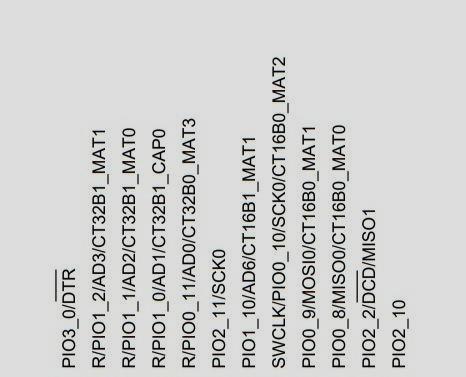 PIO3_0/DTR
R/PIO1_2/AD3/CT32B1_MAT1
R/PIO1_1/AD2/CT32B1_MAT0
R/PIO1_0/AD1/CT32B1_CAP0
R/PIO0_11/AD0/CT32B0_MAT3
PIO2_11/SCK0
PIO1_10/AD6/CT16B1_MAT1
SWCLK/PIO0_10/SCK0/CT16B0_MAT2
PIO0_9/MOSI0/CT16B0_MAT1
PIO0_8/MISO0/CT16B0_MAT0
PIO2_2/DCD/MISO1
PIO2_10